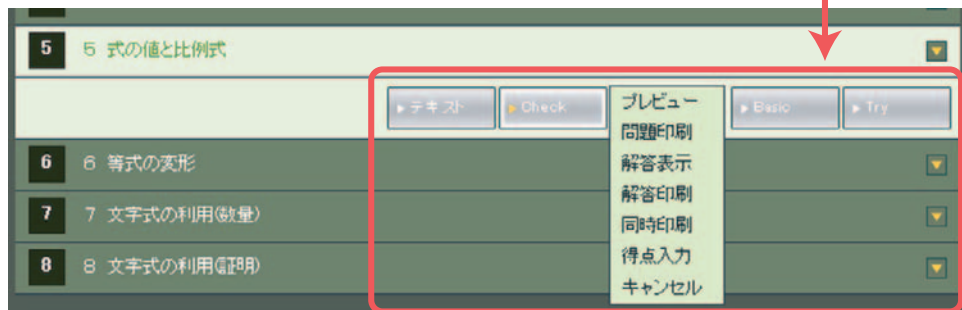 5 5 式の値と比例式
テキスト Check Basic Try
プレビュー
問題印刷
解答表示
解答印刷
同時印刷
得点入力
キャンセル
6 6 等式の変形
7 7 文字式の利用(数量)
8 8 文字式の利用(証明)